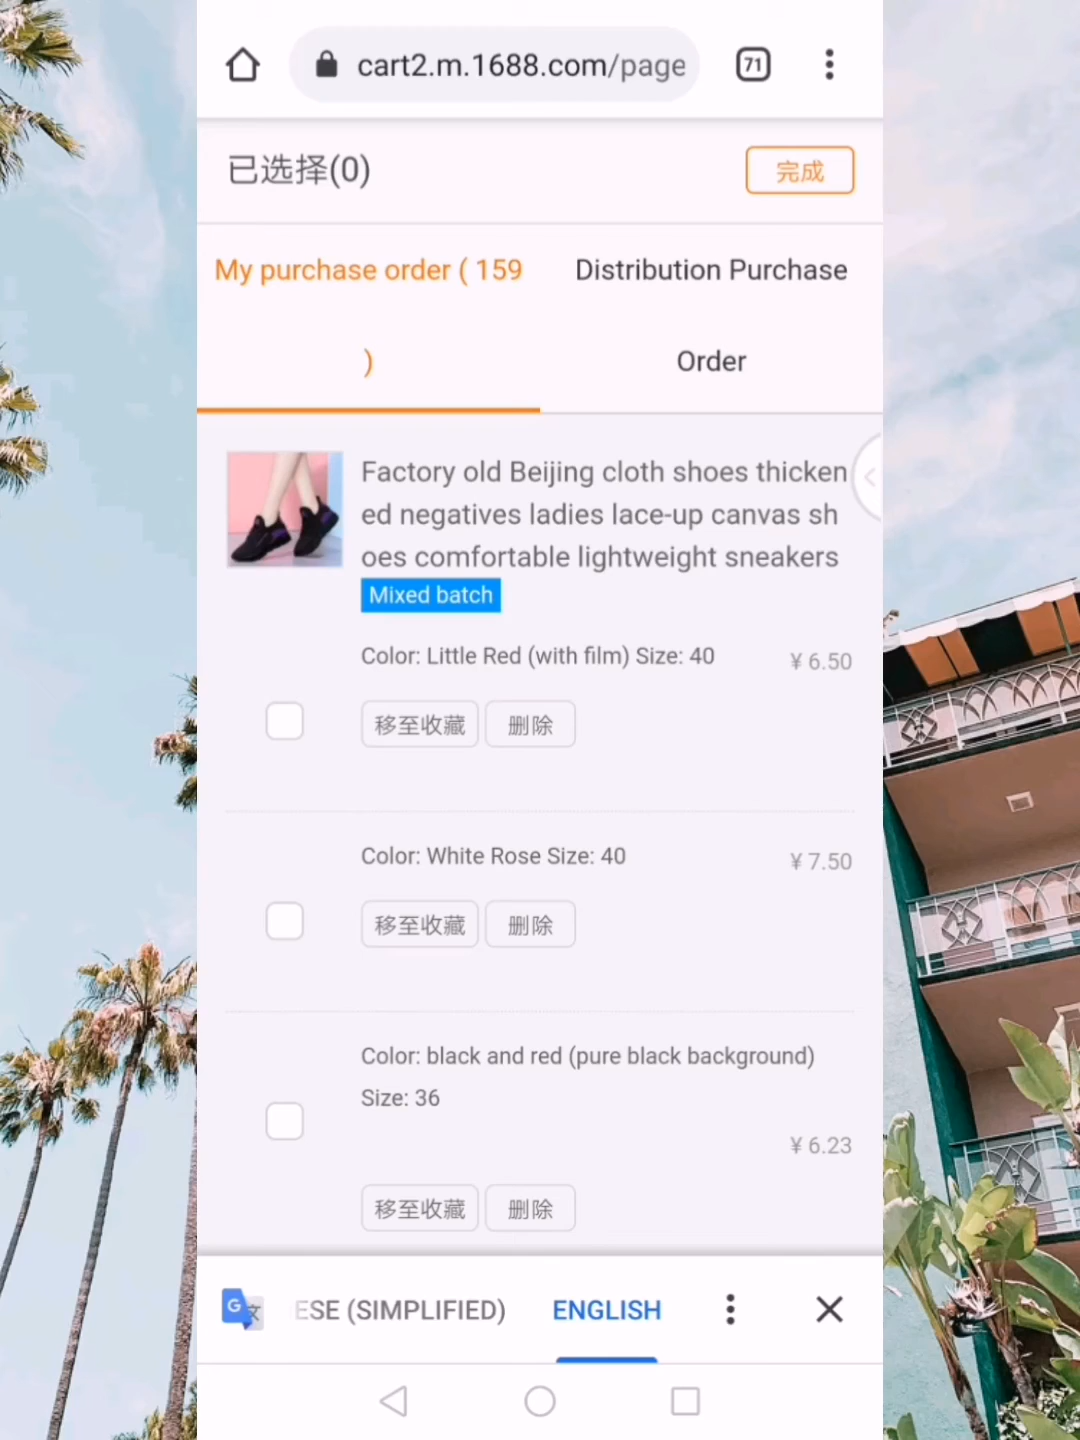 cart2.m.1688.com/page
71
已选择(0)
完成
My purchase order ( 159
)
Distribution Purchase
Order
Factory old Beijing cloth shoes thicken
ed negatives ladies lace-up canvas sh
oes comfortable lightweight sneakers
Mixed batch
Color: Little Red (with film) Size: 40
¥ 6.50
移至收藏 删除
Color: White Rose Size: 40
¥ 7.50
移至收藏 删除
Color: black and red (pure black background)
Size: 36
¥ 6.23
移至收藏 删除
G 文
ESE (SIMPLIFIED)
ENGLISH